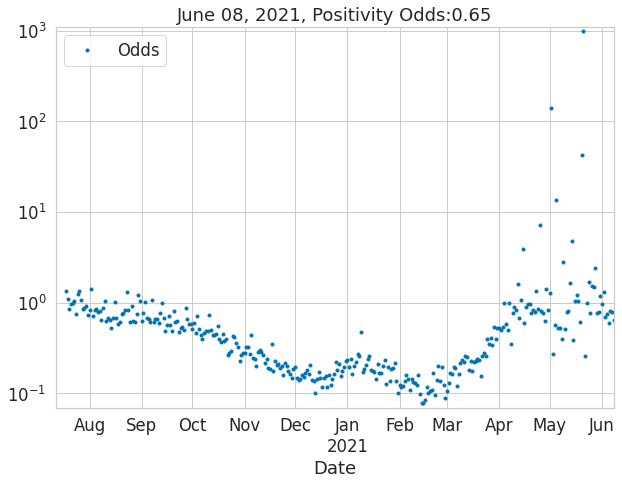 June 08, 2021, Positivity Odds:0.65
Odds
10³
10²
10¹
10⁰
10⁻¹
Aug Sep Oct Nov Dec Jan Feb Mar Apr May Jun
2021
Date